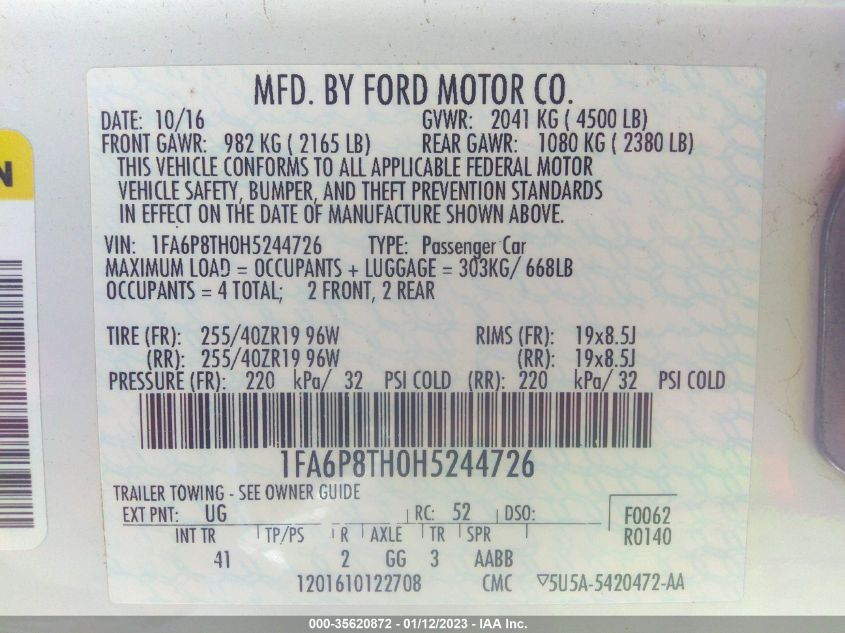 MFD. BY FORD MOTOR CO.
DATE: 10/16 GVWR: 2041 KG ( 4500 LB)
FRONT GAWR: 982 KG ( 2165 LB) REAR GAWR: 1080 KG ( 2380 LB)
THIS VEHICLE CONFORMS TO ALL APPLICABLE FEDERAL MOTOR
VEHICLE SAFETY, BUMPER, AND THEFT PREVENTION STANDARDS
IN EFFECT ON THE DATE OF MANUFACTURE SHOWN ABOVE.
VIN: 1FA6P8TH0H5244726 TYPE: Passenger Car
MAXIMUM LOAD = OCCUPANTS + LUGGAGE = 303KG/ 668LB
OCCUPANTS = 4 TOTAL; 2 FRONT, 2 REAR
TIRE (FR): 255/40ZR19 96W RIMS (FR): 19x8.5J
(RR): 255/40ZR19 96W (RR): 19x8.5J
PRESSURE (FR): 220 kPa/ 32 PSI COLD (RR): 220 kPa/ 32 PSI COLD
1FA6P8TH0H5244726
TRAILER TOWING - SEE OWNER GUIDE
EXT PNT: UG RC: 52 DSO: F0062
INT TR TP/PS R AXLE TR SPR R0140
41 2 GG 3 AABB
1201610122708 CMC ▽5U5A-5420472-AA
N
000-35620872 - 01/12/2023 - IAA Inc.